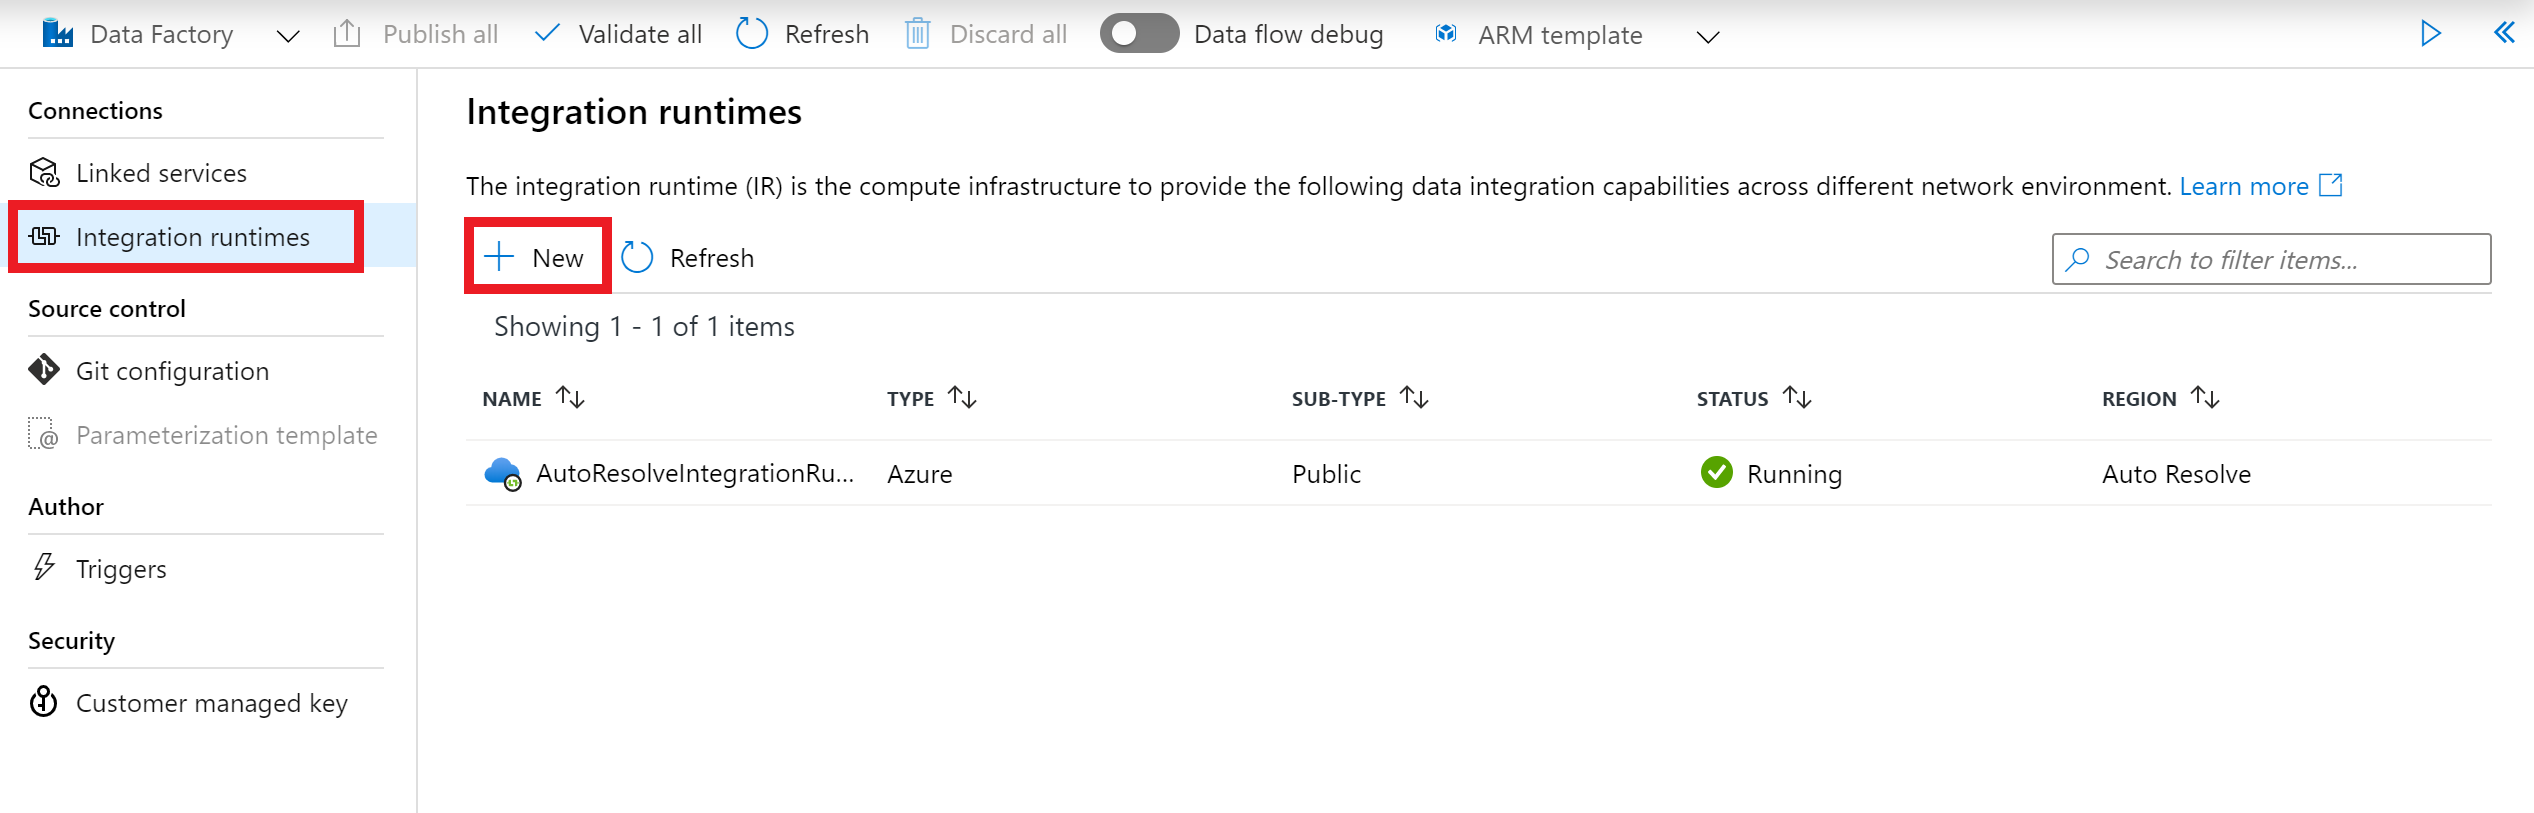 Data Factory Publish all Validate all Refresh Discard all Data flow debug ARM template
Connections
Linked services
Integration runtimes
Source control
Git configuration
Parameterization template
Author
Triggers
Security
Customer managed key
Integration runtimes
The integration runtime (IR) is the compute infrastructure to provide the following data integration capabilities across different network environment. Learn more
New Refresh Search to filter items...
Showing 1 - 1 of 1 items
NAME TYPE SUB-TYPE STATUS REGION
AutoResolveIntegrationRu... Azure Public Running Auto Resolve